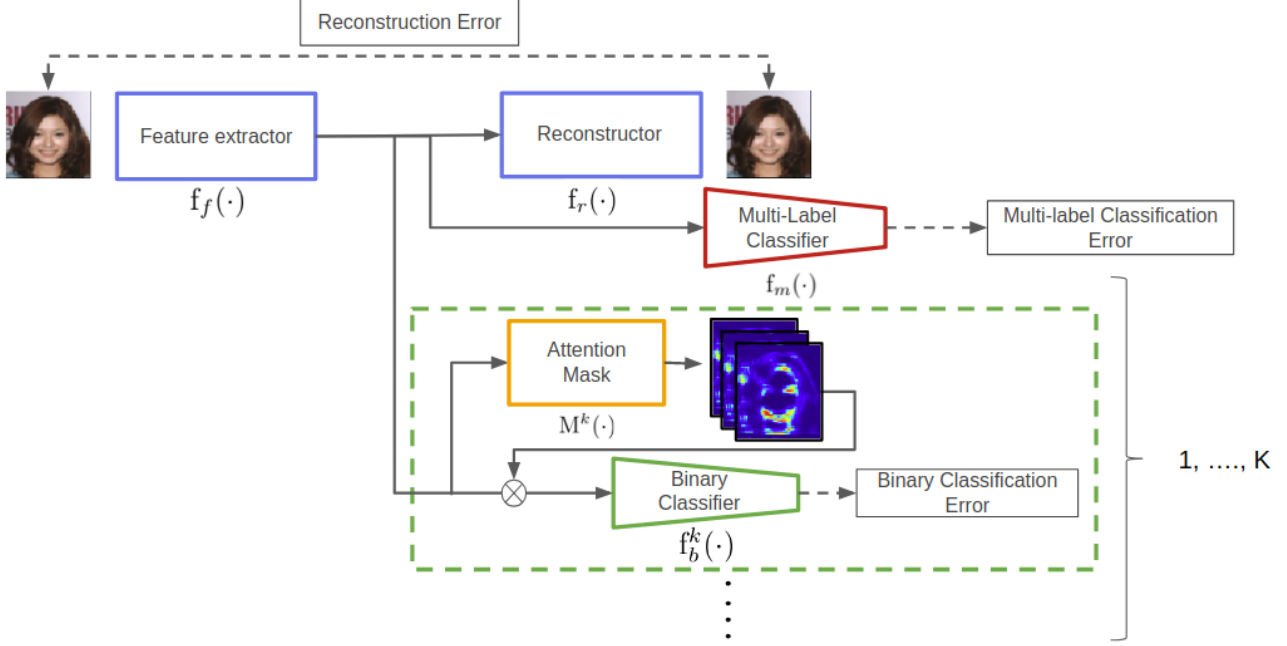 Reconstruction Error
Feature extractor
Reconstructor
f_f(·)
f_r(·)
Multi-Label
Classifier
Multi-label Classification
Error
f_m(·)
Attention
Mask
M^k(·)
1, ...., K
Binary
Classifier
Binary Classification
Error
f_b^k(·)